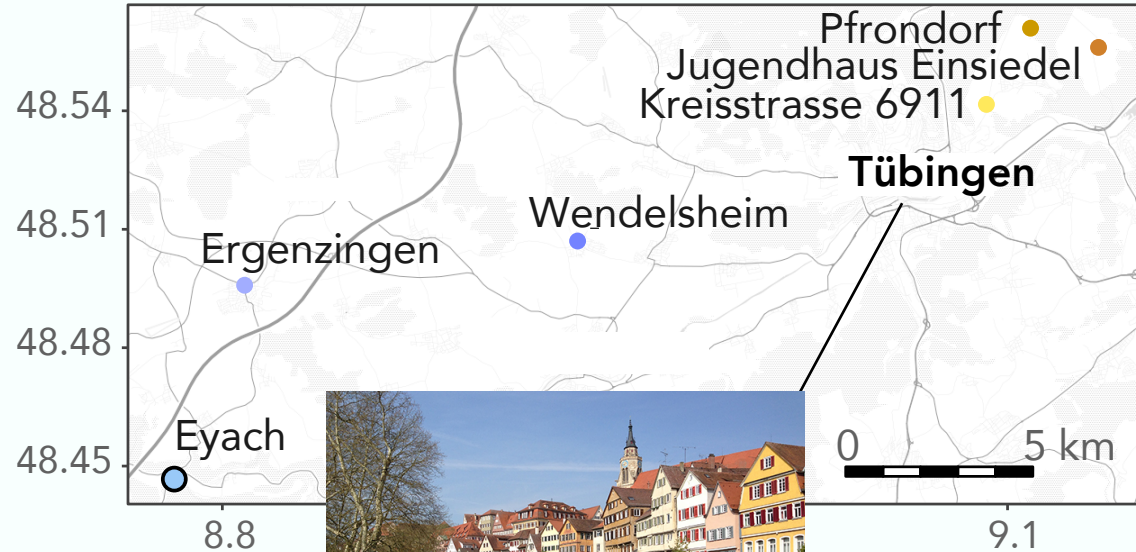 Pfrondorf
Jugendhaus Einsiedel
48.54
Kreisstrasse 6911
Tübingen
48.51
Wendelsheim
Ergenzingen
48.48
Eyach
0
5 km
48.45
8.8
9.1